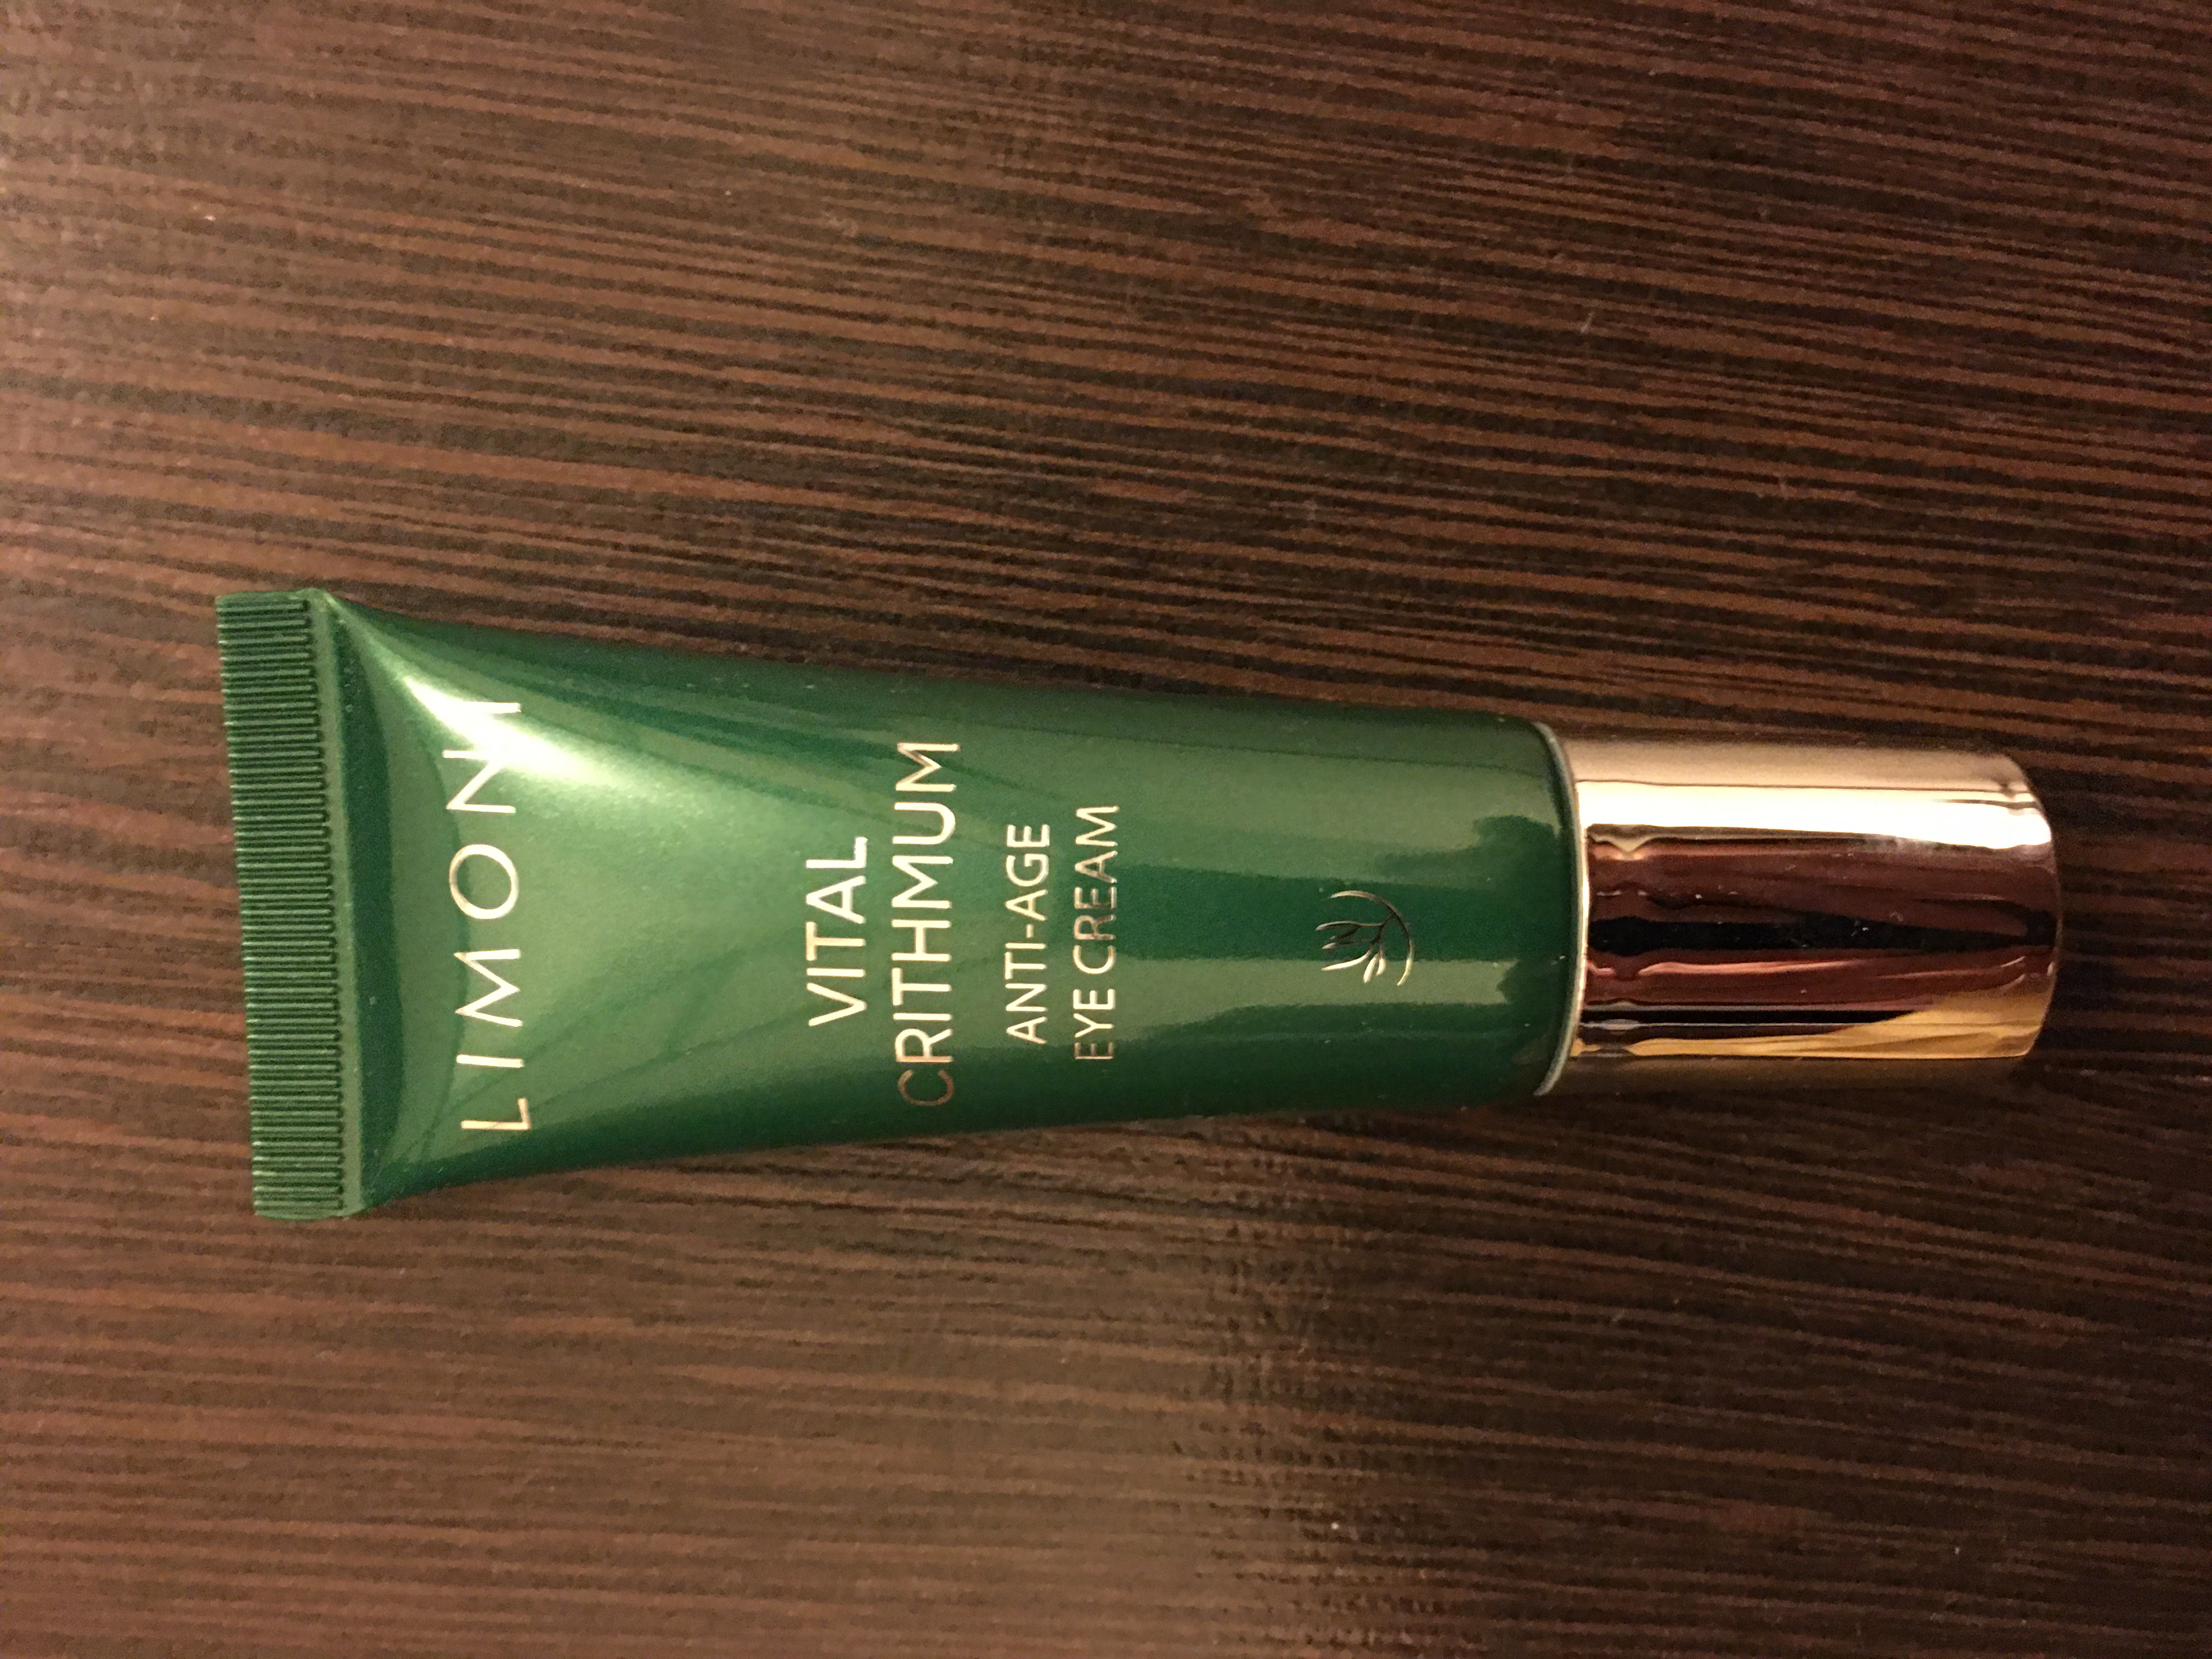 LIMONI
VITAL
CRITHMUM
ANTI-AGE
EYE CREAM